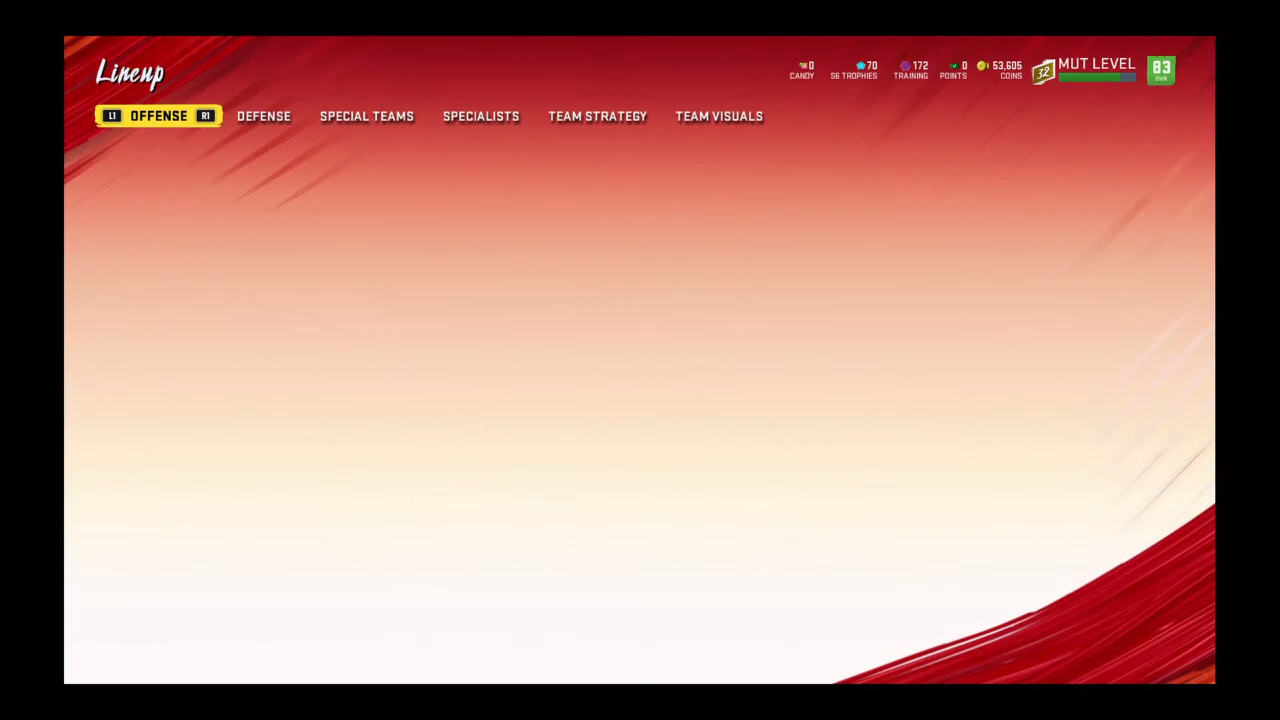 Lineup
0 CANDY
70 S6 TROPHIES
172 TRAINING
0 POINTS
53,605 COINS
32 MUT LEVEL
83 OVR
L1 OFFENSE R1 DEFENSE SPECIAL TEAMS SPECIALISTS TEAM STRATEGY TEAM VISUALS